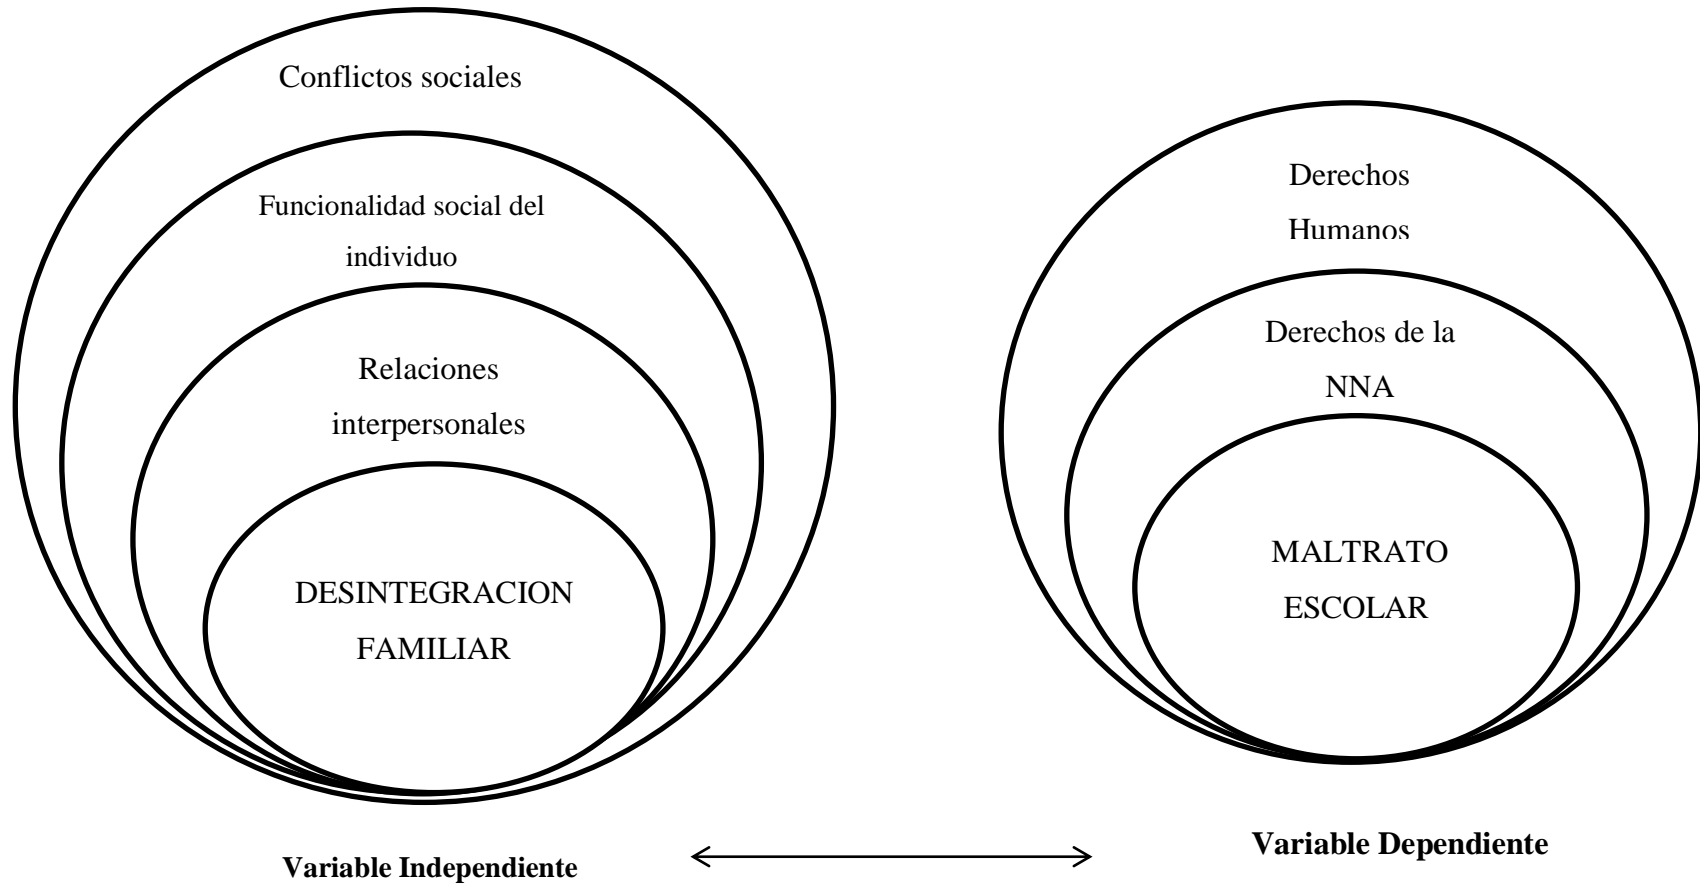 Conflictos sociales
Funcionalidad social del
individuo
Relaciones
interpersonales
DESINTEGRACION
FAMILIAR
Variable Independiente
Derechos
Humanos
Derechos de la
NNA
MALTRATO
ESCOLAR
Variable Dependiente